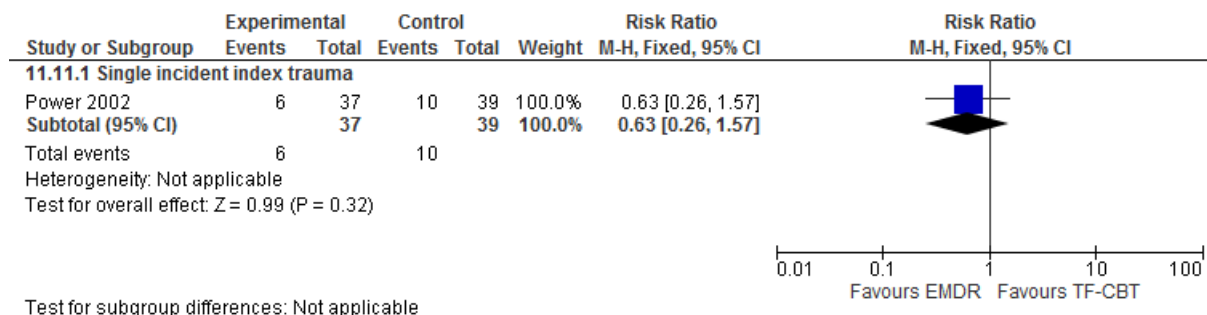 Experimental Control Risk Ratio Risk Ratio
Study or Subgroup Events Total Events Total Weight M-H, Fixed, 95% CI M-H, Fixed, 95% CI
11.11.1 Single incident index trauma
Power 2002 6 37 10 39 100.0% 0.63 [0.26, 1.57]
Subtotal (95% CI) 37 39 100.0% 0.63 [0.26, 1.57]
Total events 6 10
Heterogeneity: Not applicable
Test for overall effect: Z = 0.99 (P = 0.32)
0.01 0.1 1 10 100
Favours EMDR Favours TF-CBT
Test for subgroup differences: Not applicable